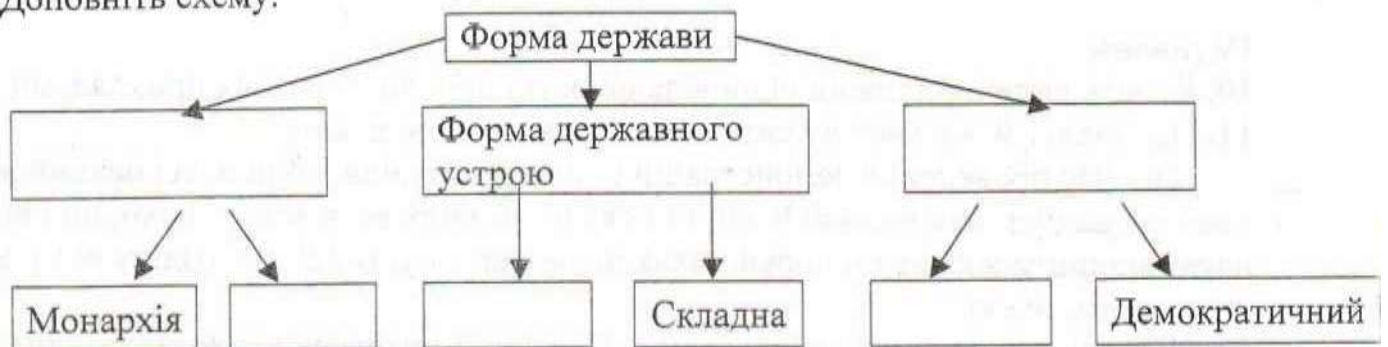 Доповніть схему.
Форма держави
Форма державного
устрою
Монархія
Складна
Демократичний